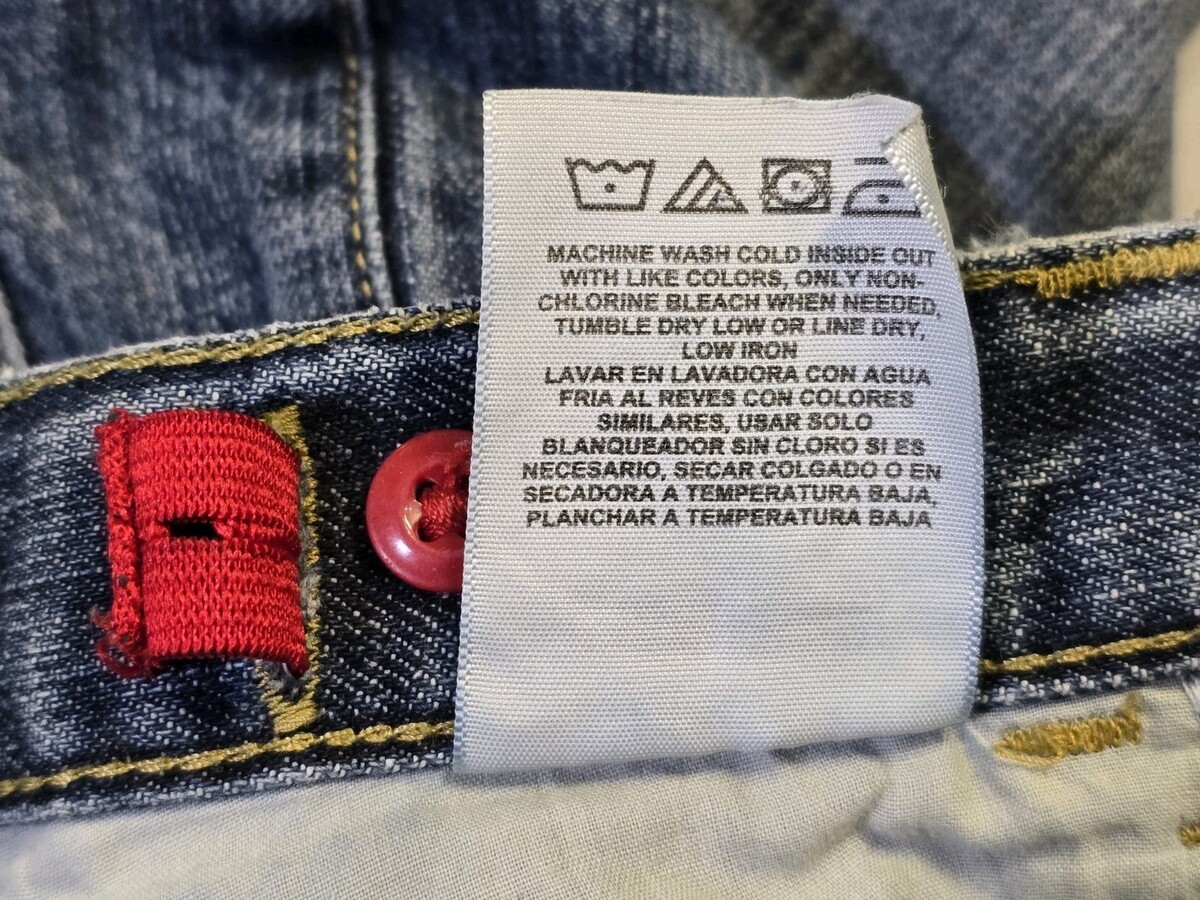 MACHINE WASH COLD INSIDE OUT
WITH LIKE COLORS, ONLY NON-
CHLORINE BLEACH WHEN NEEDED,
TUMBLE DRY LOW OR LINE DRY,
LOW IRON
LAVAR EN LAVADORA CON AGUA
FRIA AL REVES CON COLORES
SIMILARES, USAR SOLO
BLANQUEADOR SIN CLORO SI ES
NECESARIO, SECAR COLGADO O EN
SECADORA A TEMPERATURA BAJA,
PLANCHAR A TEMPERATURA BAJA